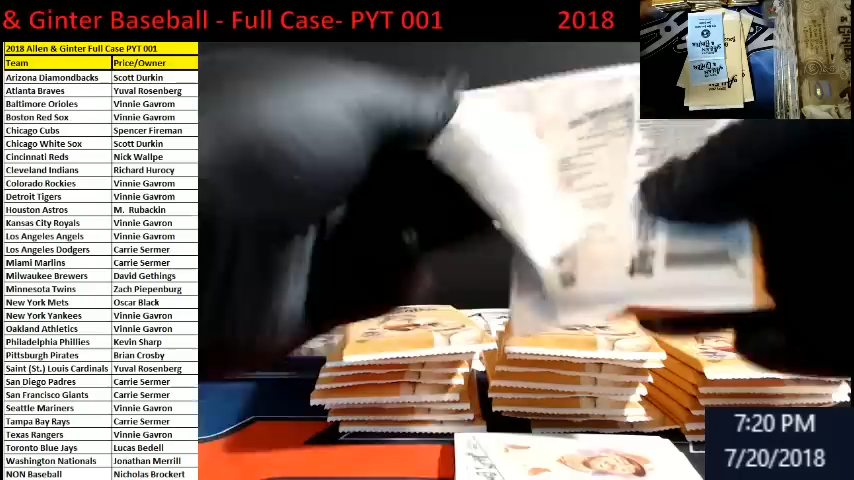 & Ginter Baseball - Full Case- PYT 001 2018
2018 Allen & Ginter Full Case PYT 001
Team Price/Owner
Arizona Diamondbacks Scott Durkin
Atlanta Braves Yuval Rosenberg
Baltimore Orioles Vinnie Gavrom
Boston Red Sox Vinnie Gavrom
Chicago Cubs Spencer Fireman
Chicago White Sox Scott Durkin
Cincinnati Reds Nick Wallpe
Cleveland Indians Richard Hurocy
Colorado Rockies Vinnie Gavrom
Detroit Tigers Vinnie Gavrom
Houston Astros M. Rubackin
Kansas City Royals Vinnie Gavron
Los Angeles Angels Vinnie Gavrom
Los Angeles Dodgers Carrie Sermer
Miami Marlins Carrie Sermer
Milwaukee Brewers David Gethings
Minnesota Twins Zach Piepenburg
New York Mets Oscar Black
New York Yankees Vinnie Gavron
Oakland Athletics Vinnie Gavron
Philadelphia Phillies Kevin Sharp
Pittsburgh Pirates Brian Crosby
Saint (St.) Louis Cardinals Yuval Rosenberg
San Diego Padres Carrie Sermer
San Francisco Giants Carrie Sermer
Seattle Mariners Vinnie Gavron
Tampa Bay Rays Carrie Sermer
Texas Rangers Vinnie Gavron
Toronto Blue Jays Lucas Bedell
Washington Nationals Jonathan Merrill
NON Baseball Nicholas Brockert
7:20 PM
7/20/2018